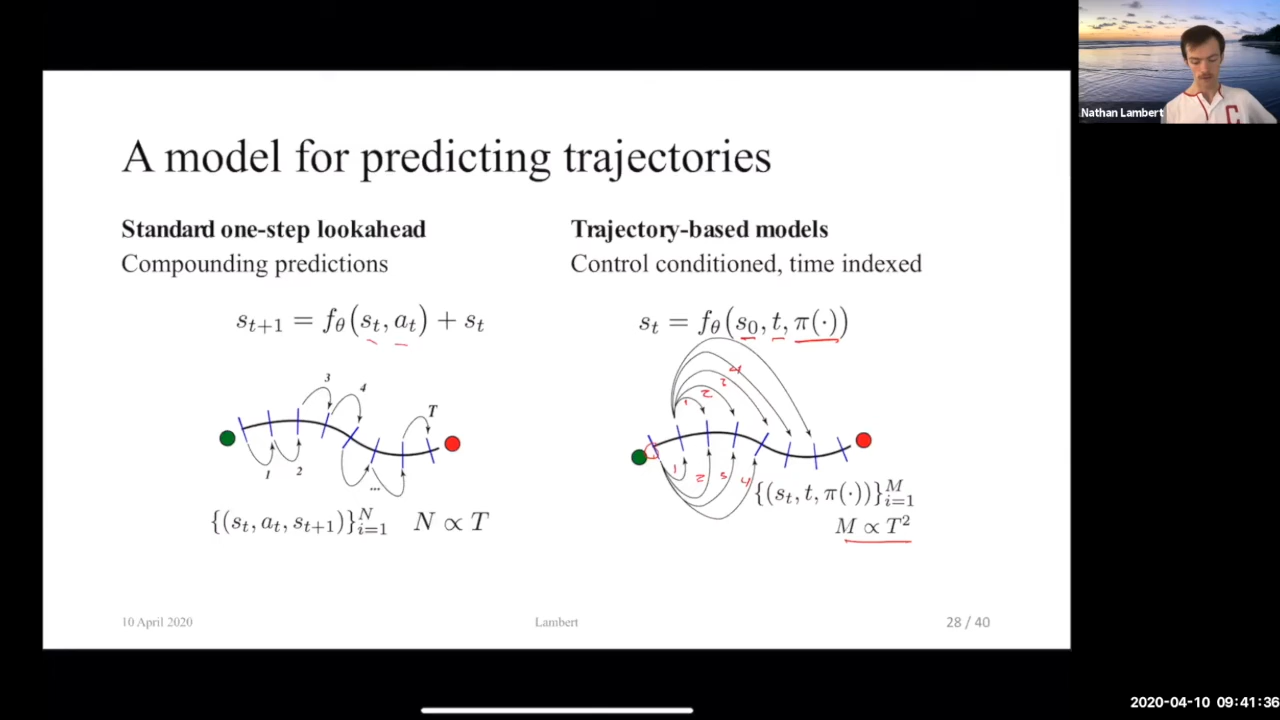 A model for predicting trajectories
Standard one-step lookahead
Compounding predictions
s_{t+1} = f_θ(s_t, a_t) + s_t
3
4
T
1
2
...
{(s_t, a_t, s_{t+1})}_{i=1}^N N ∝ T
Trajectory-based models
Control conditioned, time indexed
s_t = f_θ(s_0, t, π(·))
4
3
2
1
1
2
3
4
{(s_t, t, π(·))}_{i=1}^M
M ∝ T²
10 April 2020
Lambert
28 / 40
Nathan Lambert
C
2020-04-10 09:41:36